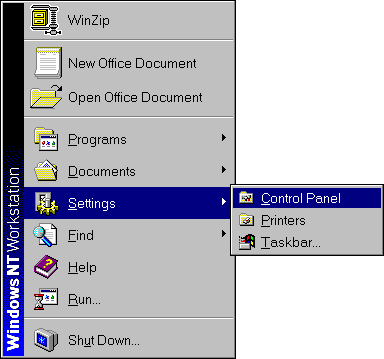 WinZip
New Office Document
Open Office Document
Programs
Documents
Settings
Find
Help
Run...
Shut Down...
Control Panel
Printers
Taskbar...
Windows NT Workstation